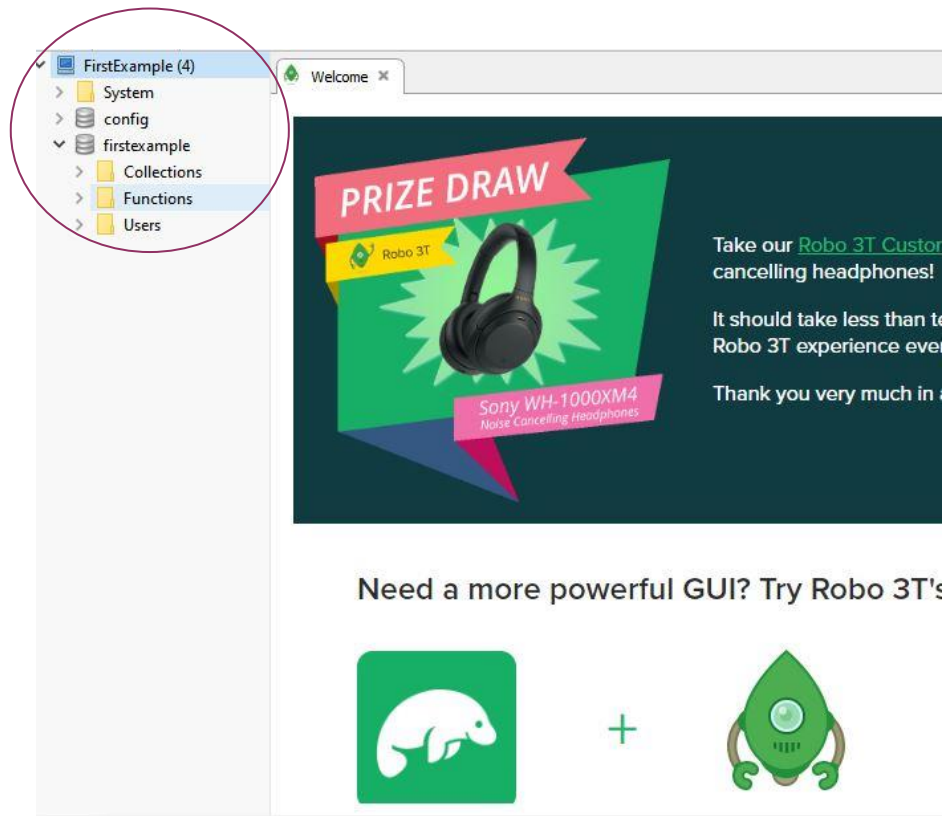 FirstExample (4)
System
config
firstexample
Collections
Functions
Users
Welcome
PRIZE DRAW
Robo 3T
Sony WH-1000XM4
Noise Cancelling Headphones
Take our Robo 3T Custo
cancelling headphones!
It should take less than te
Robo 3T experience eve
Thank you very much in a
Need a more powerful GUI? Try Robo 3T's
+